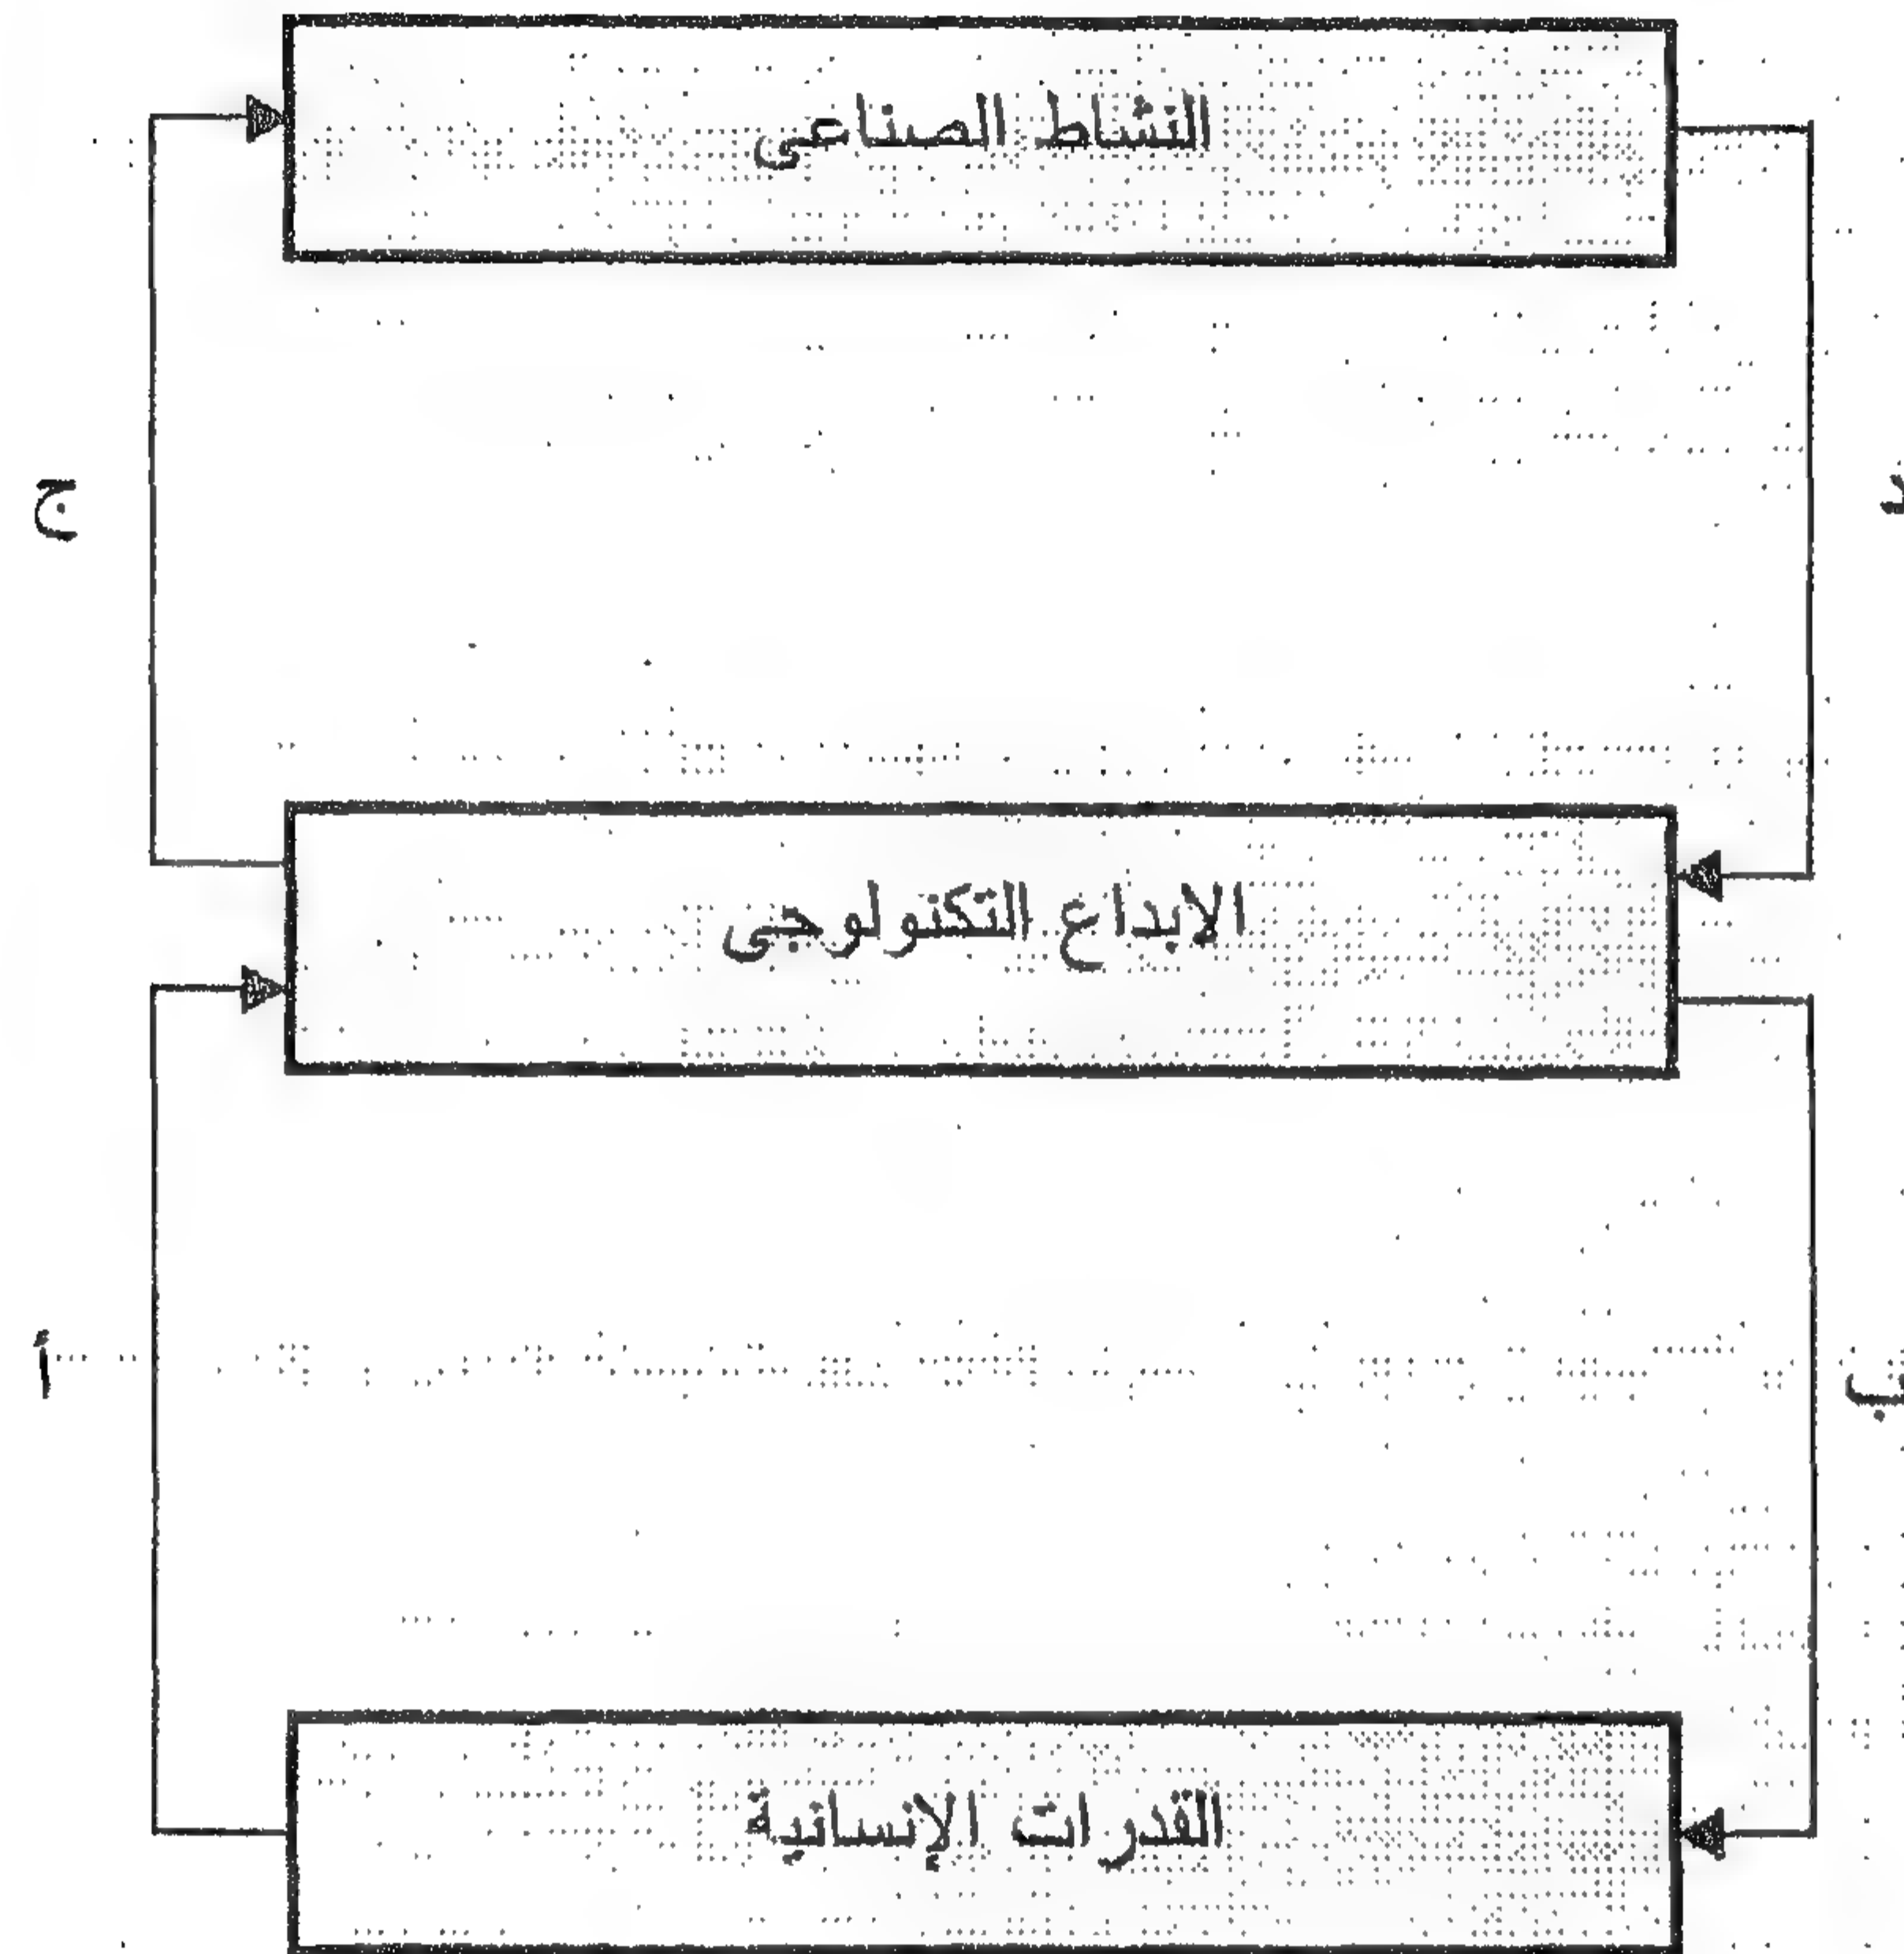 النشاط الصناعى
د
ج
الابداع التكنولوجى
أ
ب
القدرات الإنسانية